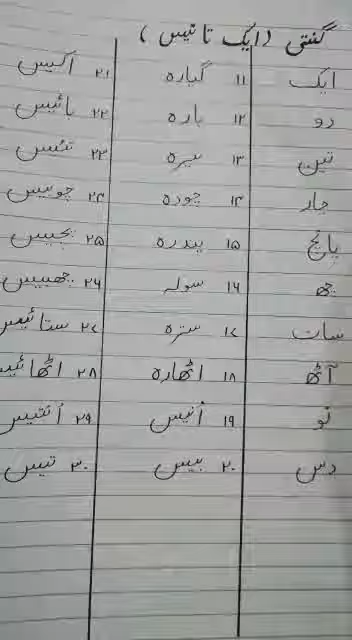 گنتی (ایک تا تیس)
ایک ۱۱ گیارہ ۲۱ اکیس
دو ۱۲ بارہ ۲۲ بائیس
تین ۱۳ تیرہ ۲۳ تئیس
چار ۱۴ چودہ ۲۴ چوبیس
پانچ ۱۵ پندرہ ۲۵ پچیس
چھ ۱۶ سولہ ۲۶ چھبیس
سات ۱۷ سترہ ۲۷ ستائیس
آٹھ ۱۸ اٹھارہ ۲۸ اٹھائیس
نو ۱۹ اُنیس ۲۹ اُنتیس
دس ۲۰ بیس ۳۰ تیس